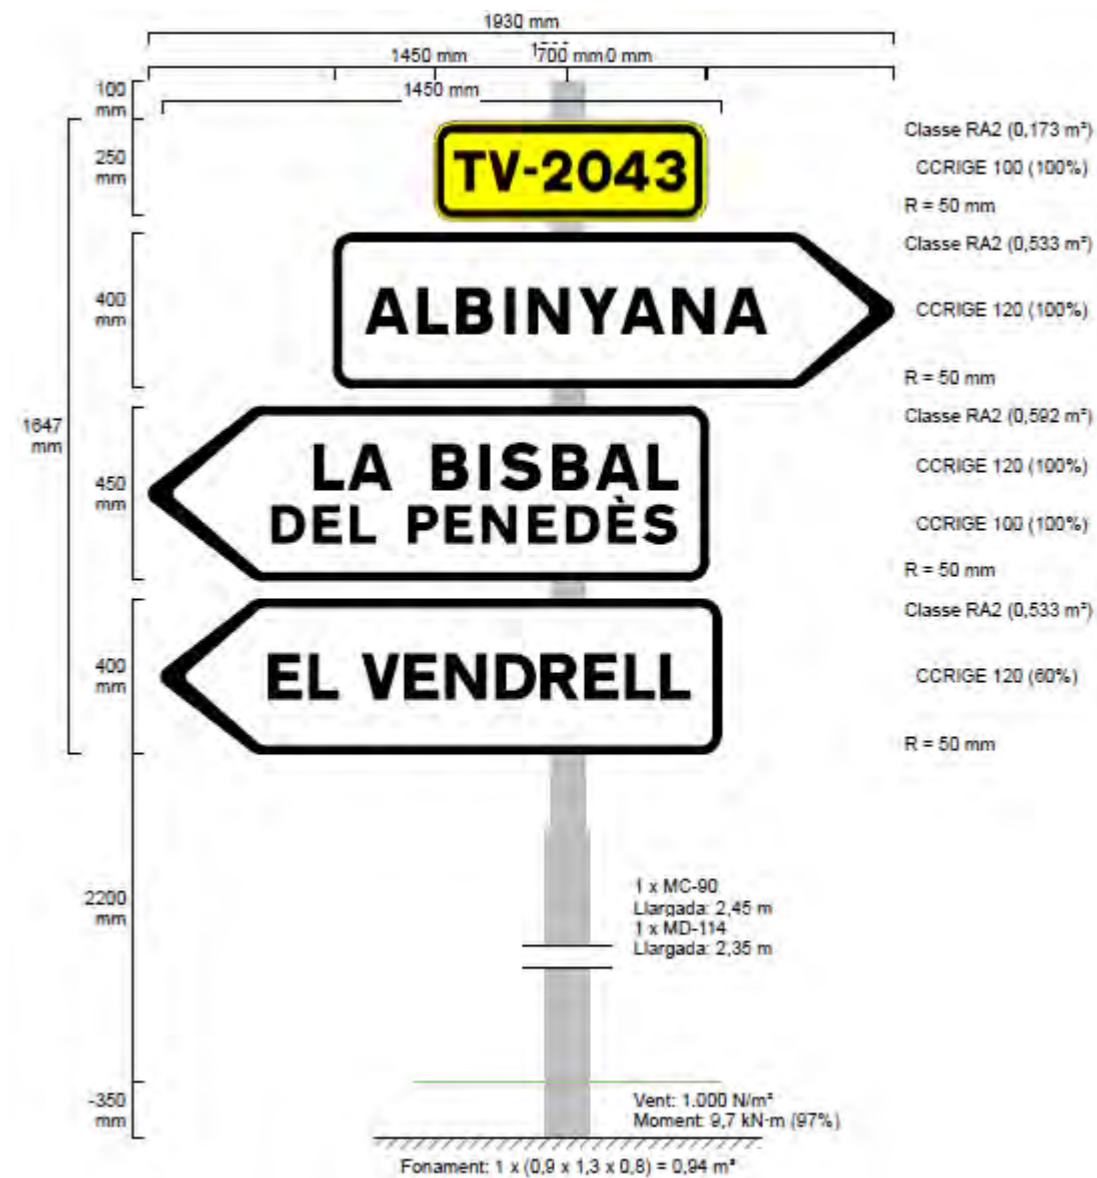 1930 mm
1450 mm
700 mm
1450 mm
100 mm
250 mm
TV-2043
Classe RA2 (0,173 m²)
CCRIGE 100 (100%)
R = 50 mm
400 mm
ALBINYANA
Classe RA2 (0,533 m²)
CCRIGE 120 (100%)
R = 50 mm
1647 mm
450 mm
LA BISBAL
DEL PENEDÈS
Classe RA2 (0,592 m²)
CCRIGE 120 (100%)
CCRIGE 100 (100%)
R = 50 mm
400 mm
EL VENDRELL
Classe RA2 (0,533 m²)
CCRIGE 120 (60%)
R = 50 mm
2200 mm
1 x MC-90
Llargada: 2,45 m
1 x MD-114
Llargada: 2,35 m
-350 mm
Vent: 1.000 N/m²
Moment: 9,7 kN·m (97%)
Fonament: 1 x (0,9 x 1,3 x 0,8) = 0,94 m³